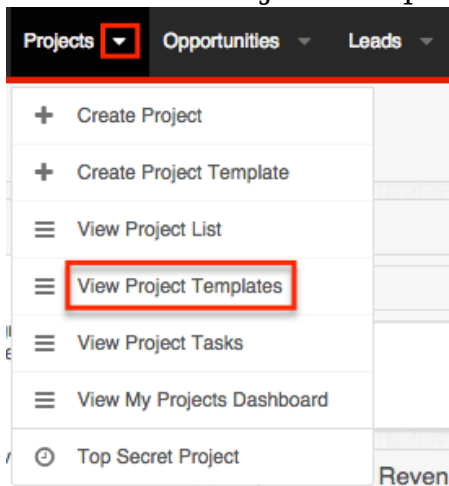 Projects Opportunities Leads
Create Project
Create Project Template
View Project List
View Project Templates
View Project Tasks
View My Projects Dashboard
Top Secret Project
Reven